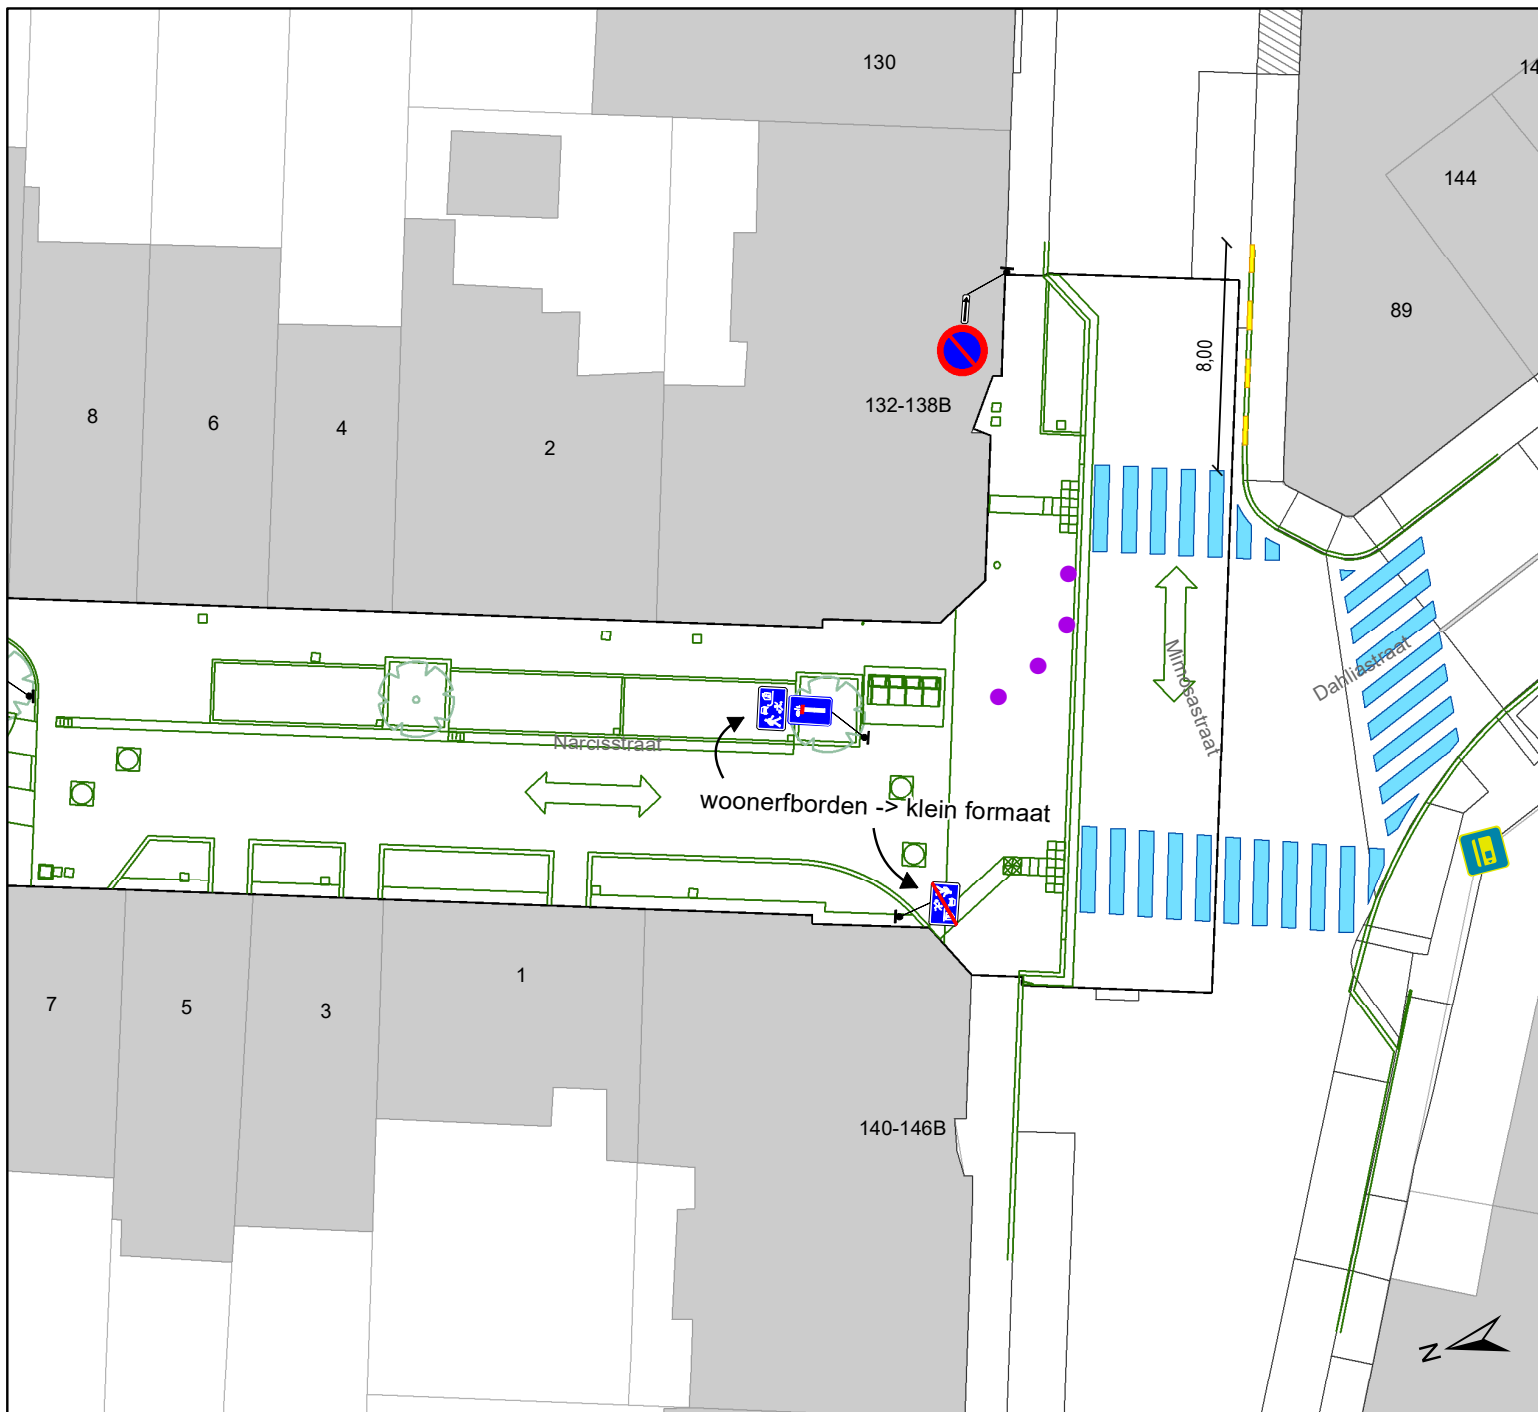 130
14
144
89
8,00
132-138B
8
6
4
2
Mimosastraat
Dahliastraat
Narcisstraat
woonerfborden -> klein formaat
7
5
3
1
140-146B
N